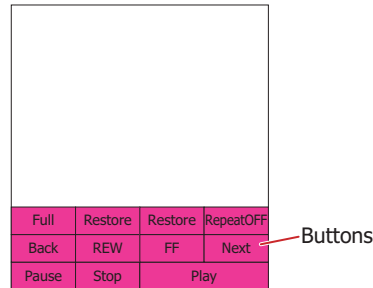 Full Restore Restore RepeatOFF
Back REW FF Next
Buttons
Pause Stop Play